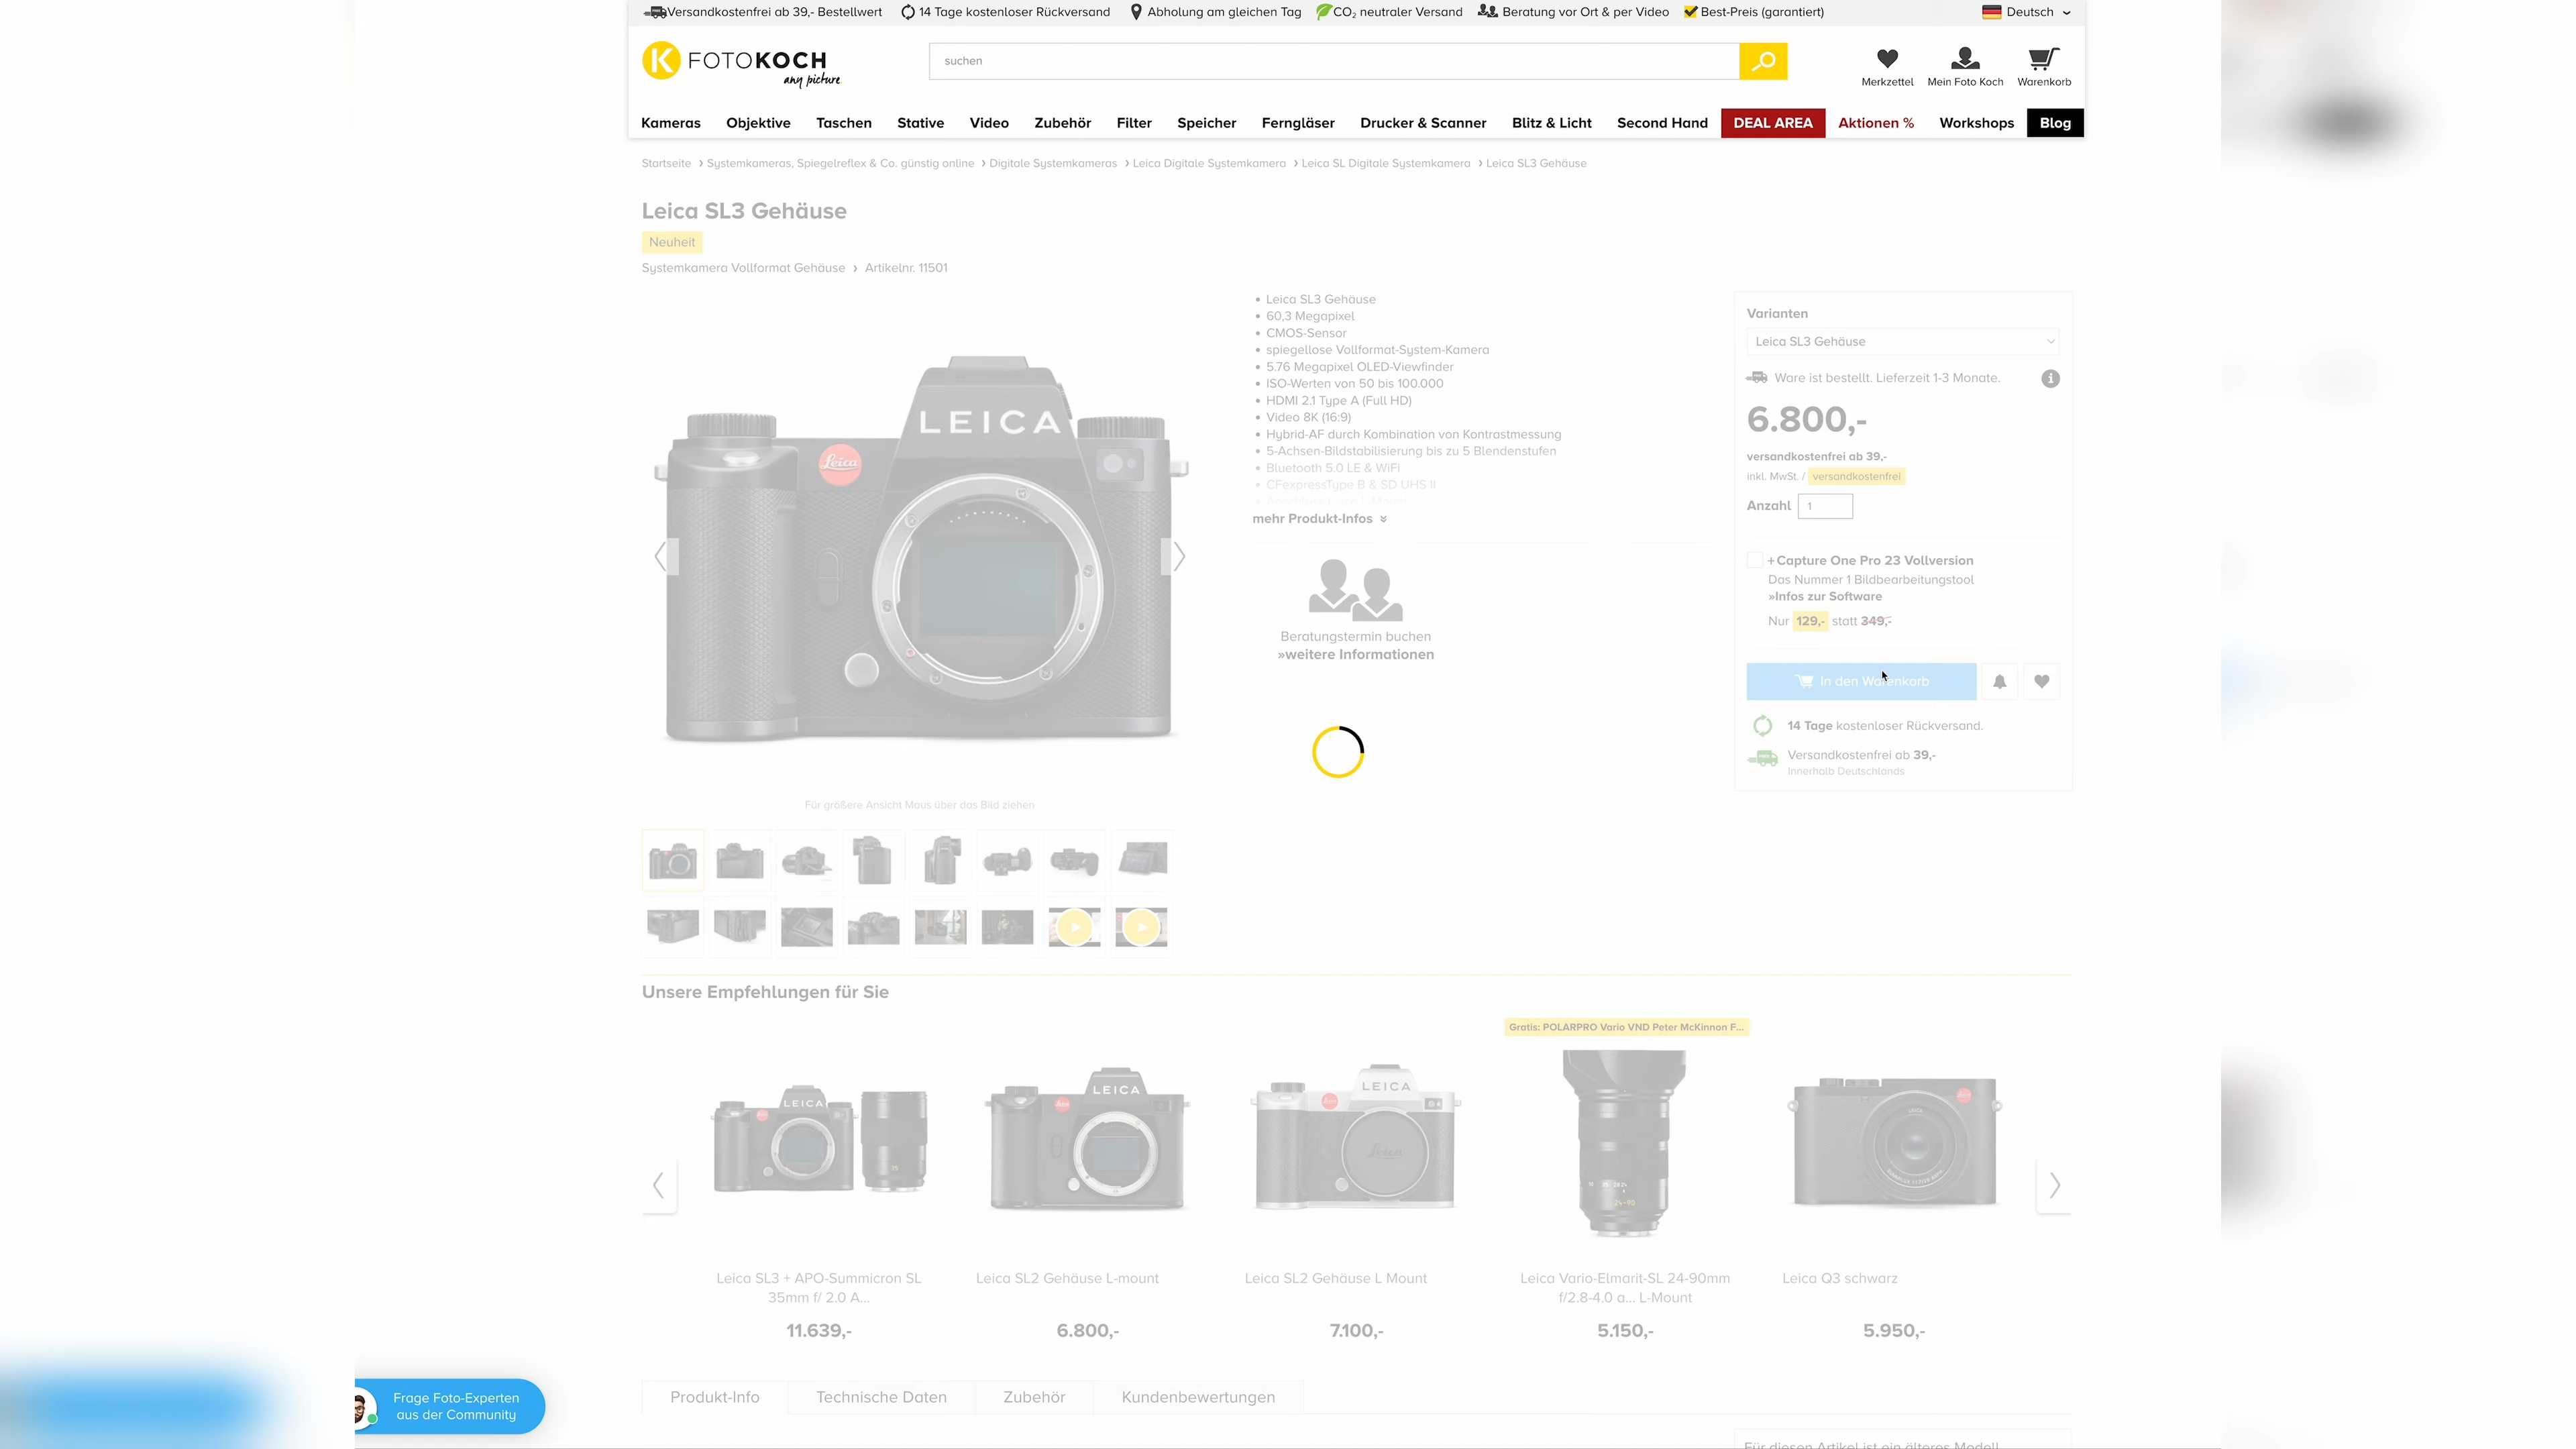 Versandkostenfrei ab 39,- Bestellwert
14 Tage kostenloser Rückversand
Abholung am gleichen Tag
CO₂ neutraler Versand
Beratung vor Ort & per Video
Best-Preis (garantiert)
Deutsch
K FOTOKOCH
any picture
suchen
Merkzettel
Mein Foto Koch
Warenkorb
Kameras
Objektive
Taschen
Stative
Video
Zubehör
Filter
Speicher
Ferngläser
Drucker & Scanner
Blitz & Licht
Second Hand
DEAL AREA
Aktionen %
Workshops
Blog
Startseite › Systemkameras, Spiegelreflex & Co. günstig online › Digitale Systemkameras › Leica Digitale Systemkamera › Leica SL Digitale Systemkamera › Leica SL3 Gehäuse
Leica SL3 Gehäuse
Neuheit
Systemkamera Vollformat Gehäuse › Artikelnr. 11501
LEICA
Leica
Für größere Ansicht Maus über das Bild ziehen
• Leica SL3 Gehäuse
• 60,3 Megapixel
• CMOS-Sensor
• spiegellose Vollformat-System-Kamera
• 5.76 Megapixel OLED-Viewfinder
• ISO-Werten von 50 bis 100.000
• HDMI 2.1 Type A (Full HD)
• Video 8K (16:9)
• Hybrid-AF durch Kombination von Kontrastmessung
• 5-Achsen-Bildstabilisierung bis zu 5 Blendenstufen
• Bluetooth 5.0 LE & WiFi
• CFexpressType B & SD UHS II
mehr Produkt-Infos
Beratungstermin buchen
»weitere Informationen
Varianten
Leica SL3 Gehäuse
Ware ist bestellt. Lieferzeit 1-3 Monate.
6.800,-
versandkostenfrei ab 39,-
inkl. MwSt. / versandkostenfrei
Anzahl 1
+ Capture One Pro 23 Vollversion
Das Nummer 1 Bildbearbeitungstool
»Infos zur Software
Nur 129,- statt 349,-
In den Warenkorb
14 Tage kostenloser Rückversand.
Versandkostenfrei ab 39,-
Innerhalb Deutschlands
Unsere Empfehlungen für Sie
Gratis: POLARPRO Vario VND Peter McKinnon F...
LEICA
LEICA
LEICA
Leica
24-90
Leica SL3 + APO-Summicron SL
35mm f/ 2.0 A...
11.639,-
Leica SL2 Gehäuse L-mount
6.800,-
Leica SL2 Gehäuse L Mount
7.100,-
Leica Vario-Elmarit-SL 24-90mm
f/2.8-4.0 a... L-Mount
5.150,-
Leica Q3 schwarz
5.950,-
Produkt-Info
Technische Daten
Zubehör
Kundenbewertungen
Frage Foto-Experten
aus der Community
Für diesen Artikel ist ein älteres Modell